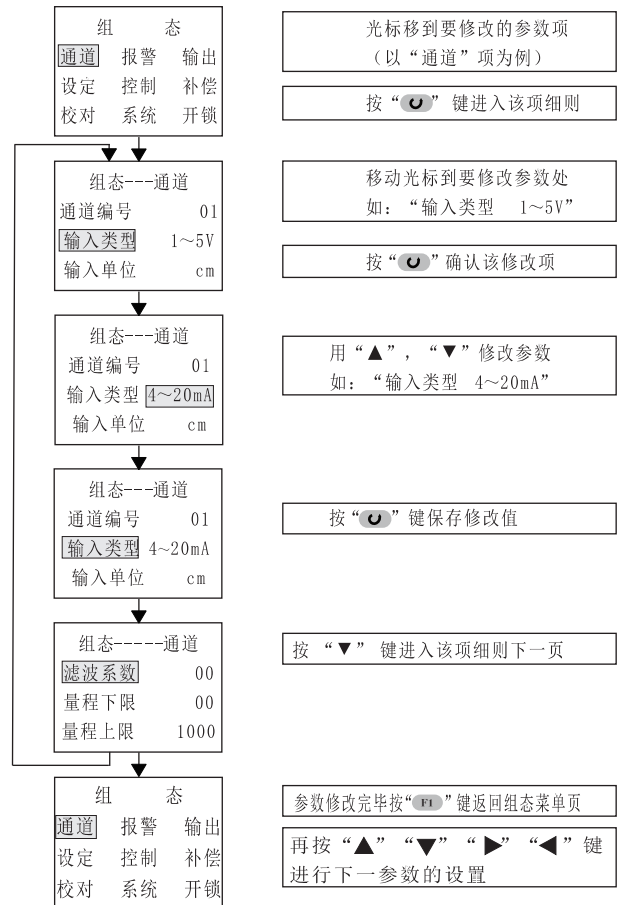 组 态
通道 报警 输出
设定 控制 补偿
校对 系统 开锁
光标移到要修改的参数项
（以“通道”项为例）
按“ ”键进入该项细则
组态---通道
通道编号 01
输入类型 1～5V
输入单位 cm
移动光标到要修改参数处
如：“输入类型 1～5V”
按“ ”确认该修改项
组态---通道
通道编号 01
输入类型 4～20mA
输入单位 cm
用“▲”，“▼”修改参数
如：“输入类型 4～20mA”
组态---通道
通道编号 01
输入类型 4～20mA
输入单位 cm
按“ ”键保存修改值
组态-----通道
滤波系数 00
量程下限 00
量程上限 1000
按 “▼” 键进入该项细则下一页
组 态
通道 报警 输出
设定 控制 补偿
校对 系统 开锁
参数修改完毕按“F1”键返回组态菜单页
再按“▲”“▼”“▶”“◀”键
进行下一参数的设置